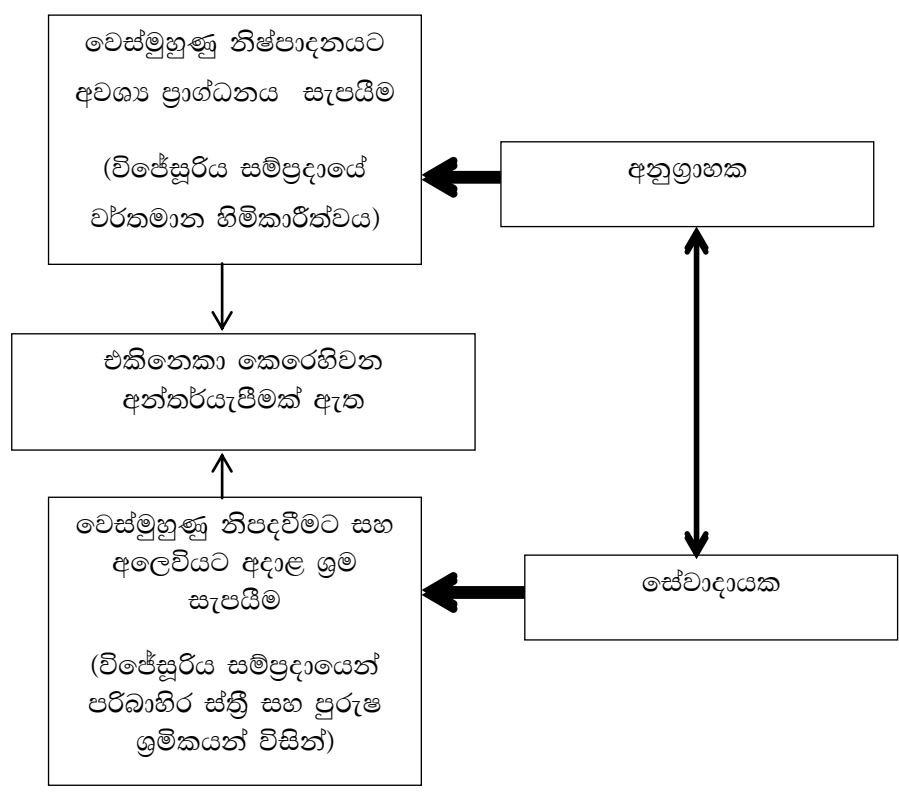 වෙස්මුහුණු නිෂ්පාදනයට
අවශ්‍ය ප්‍රාග්ධනය සැපයීම
(විජේසූරිය සම්ප්‍රදායේ
වර්තමාන හිමිකාරීත්වය)
අනුග්‍රාහක
එකිනෙකා කෙරෙහිවන
අන්තර්යැපීමක් ඇත
වෙස්මුහුණු නිපදවීමට සහ
අලෙවියට අදාළ ශ්‍රම
සැපයීම
(විජේසූරිය සම්ප්‍රදායෙන්
පරිබාහිර ස්ත්‍රී සහ පුරුෂ
ශ්‍රමිකයන් විසින්)
සේවාදායක